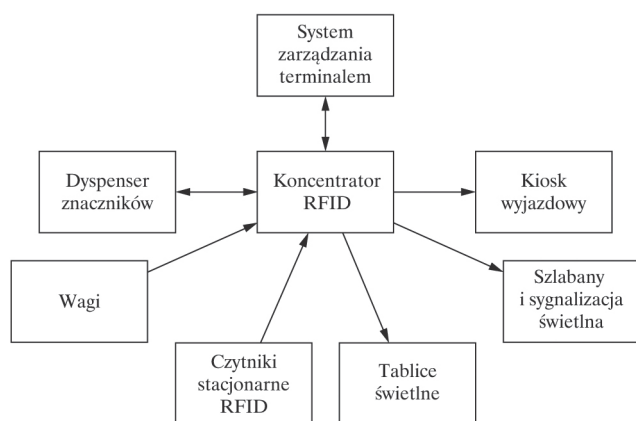 System
zarządzania
terminalem
Dyspenser
znaczników
Koncentrator
RFID
Kiosk
wyjazdowy
Wagi
Szlabany
i sygnalizacja
świetlna
Czytniki
stacjonarne
RFID
Tablice
świetlne